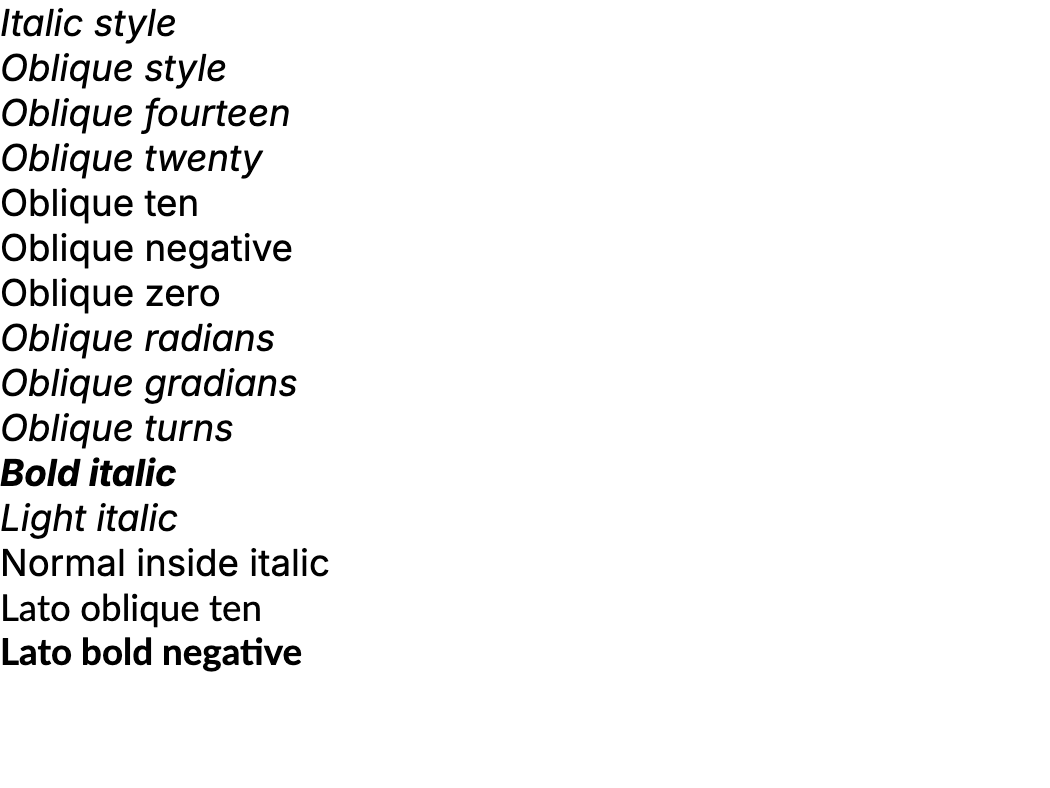 Italic style
Oblique style
Oblique fourteen
Oblique twenty
Oblique ten
Oblique negative
Oblique zero
Oblique radians
Oblique gradians
Oblique turns
Bold italic
Light italic
Normal inside italic
Lato oblique ten
Lato bold negative